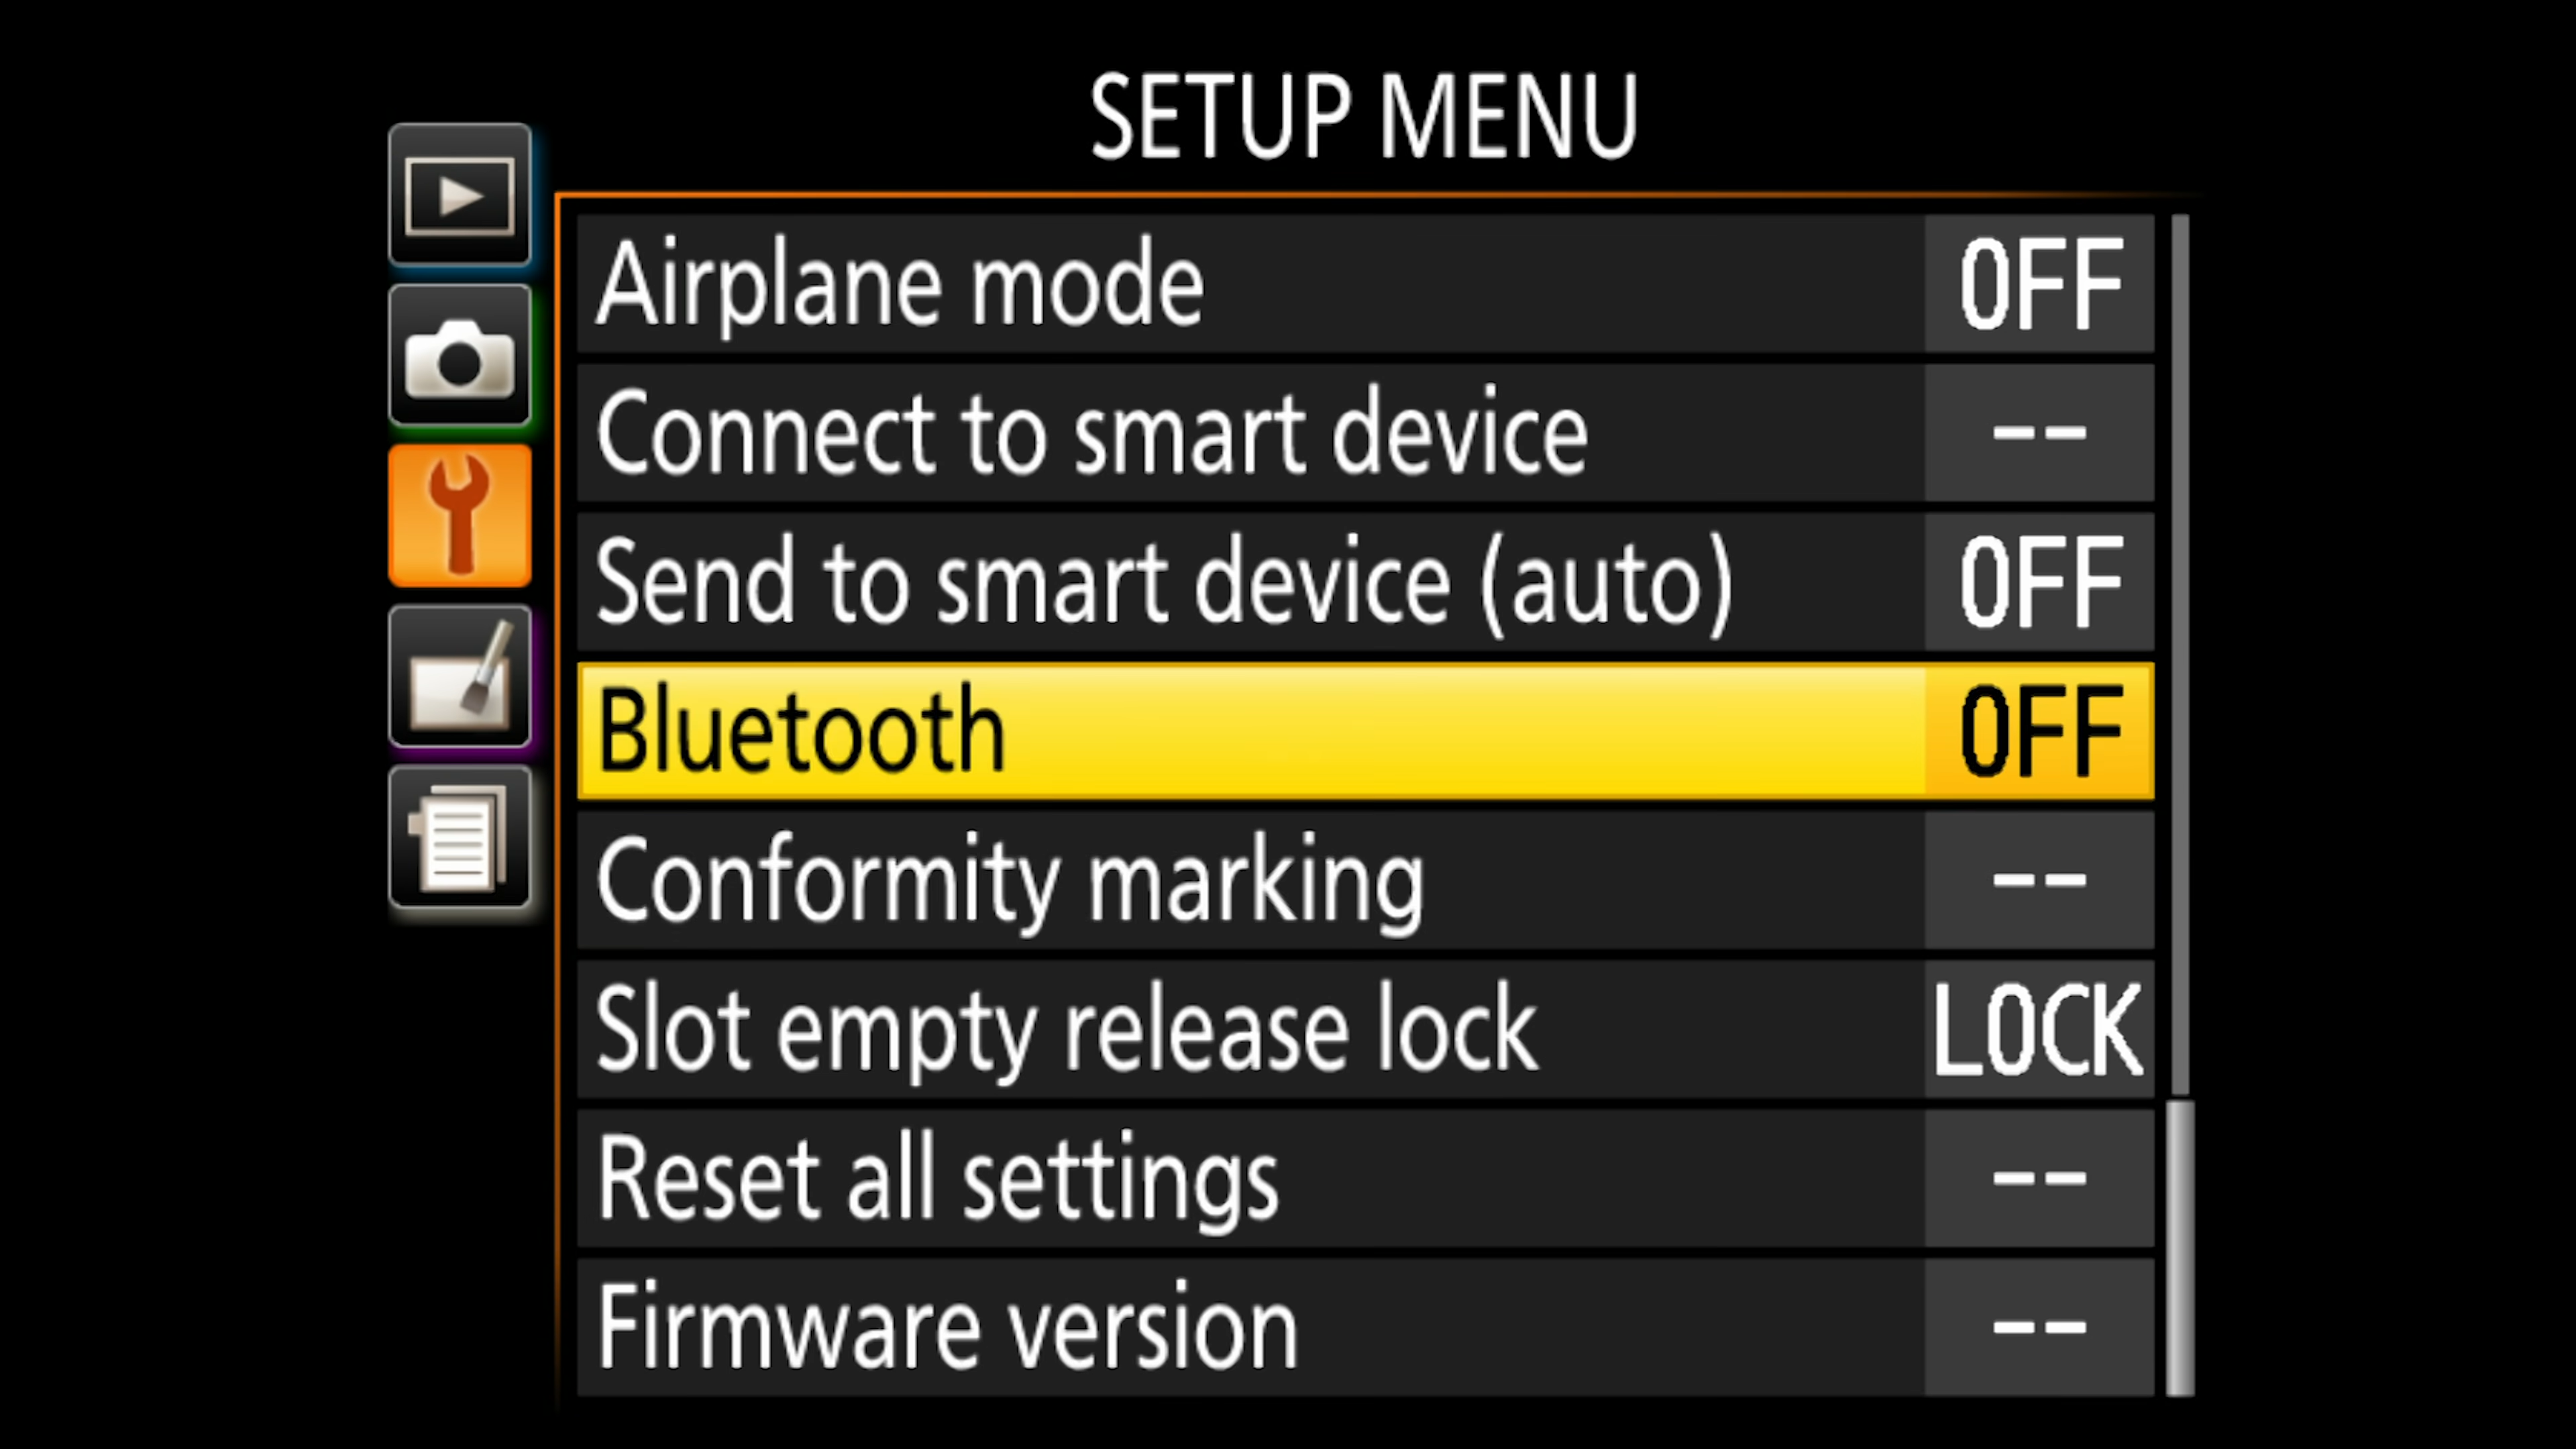 SETUP MENU
Airplane mode OFF
Connect to smart device --
Send to smart device (auto) OFF
Bluetooth OFF
Conformity marking --
Slot empty release lock LOCK
Reset all settings --
Firmware version --